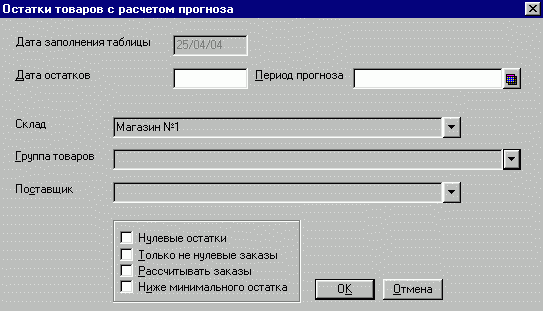 Остатки товаров с расчетом прогноза
Дата заполнения таблицы 25/04/04
Дата остатков Период прогноза
Склад Магазин №1
Группа товаров
Поставщик
Нулевые остатки
Только не нулевые заказы
Рассчитывать заказы
Ниже минимального остатка
OK Отмена